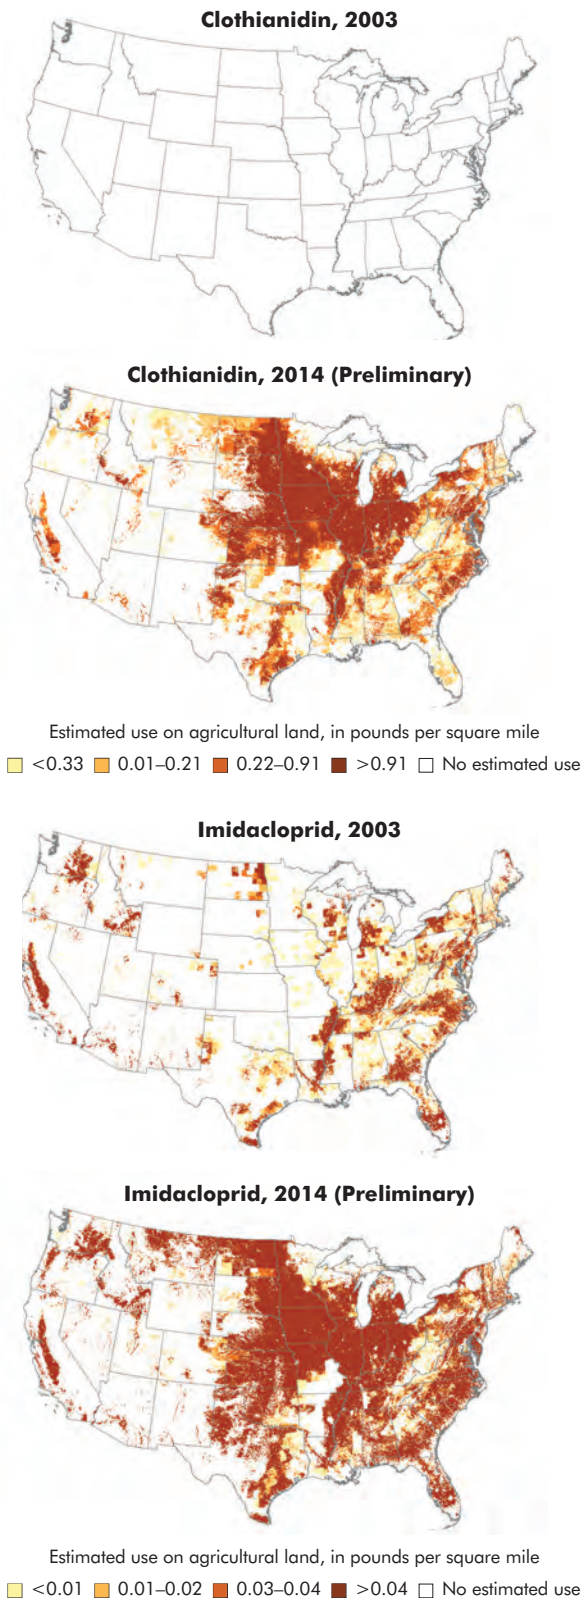 Clothianidin, 2003
Clothianidin, 2014 (Preliminary)
Estimated use on agricultural land, in pounds per square mile
<0.33 0.01–0.21 0.22–0.91 >0.91 No estimated use
Imidacloprid, 2003
Imidacloprid, 2014 (Preliminary)
Estimated use on agricultural land, in pounds per square mile
<0.01 0.01–0.02 0.03–0.04 >0.04 No estimated use